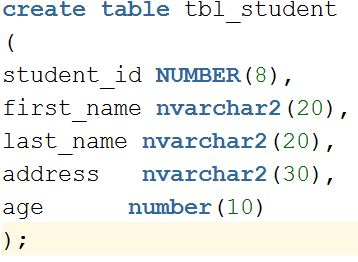 create table tbl_student
(
student_id NUMBER(8),
first_name nvarchar2(20),
last_name nvarchar2(20),
address nvarchar2(30),
age number(10)
);